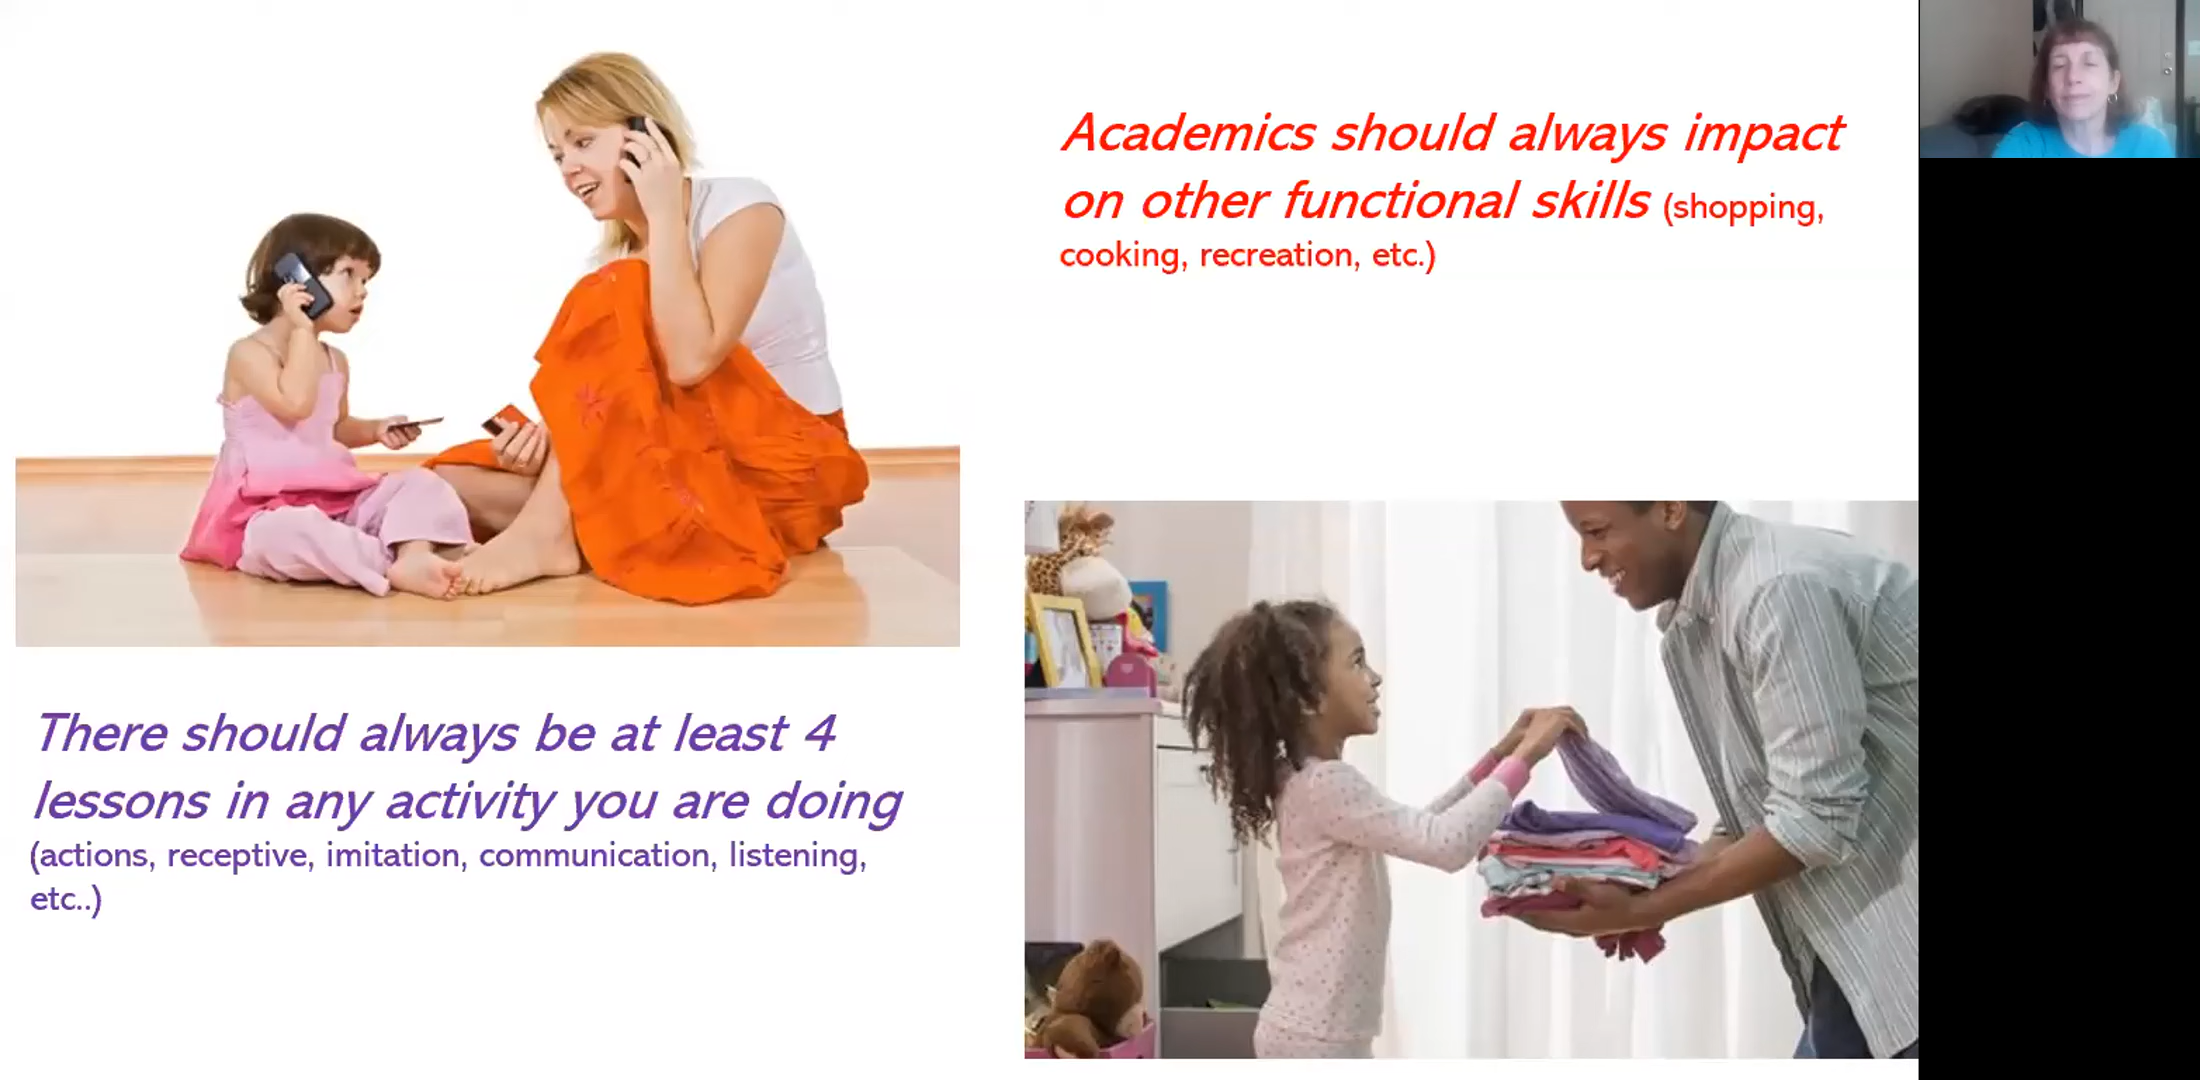 Academics should always impact
on other functional skills (shopping,
cooking, recreation, etc.)
There should always be at least 4
lessons in any activity you are doing
(actions, receptive, imitation, communication, listening,
etc..)